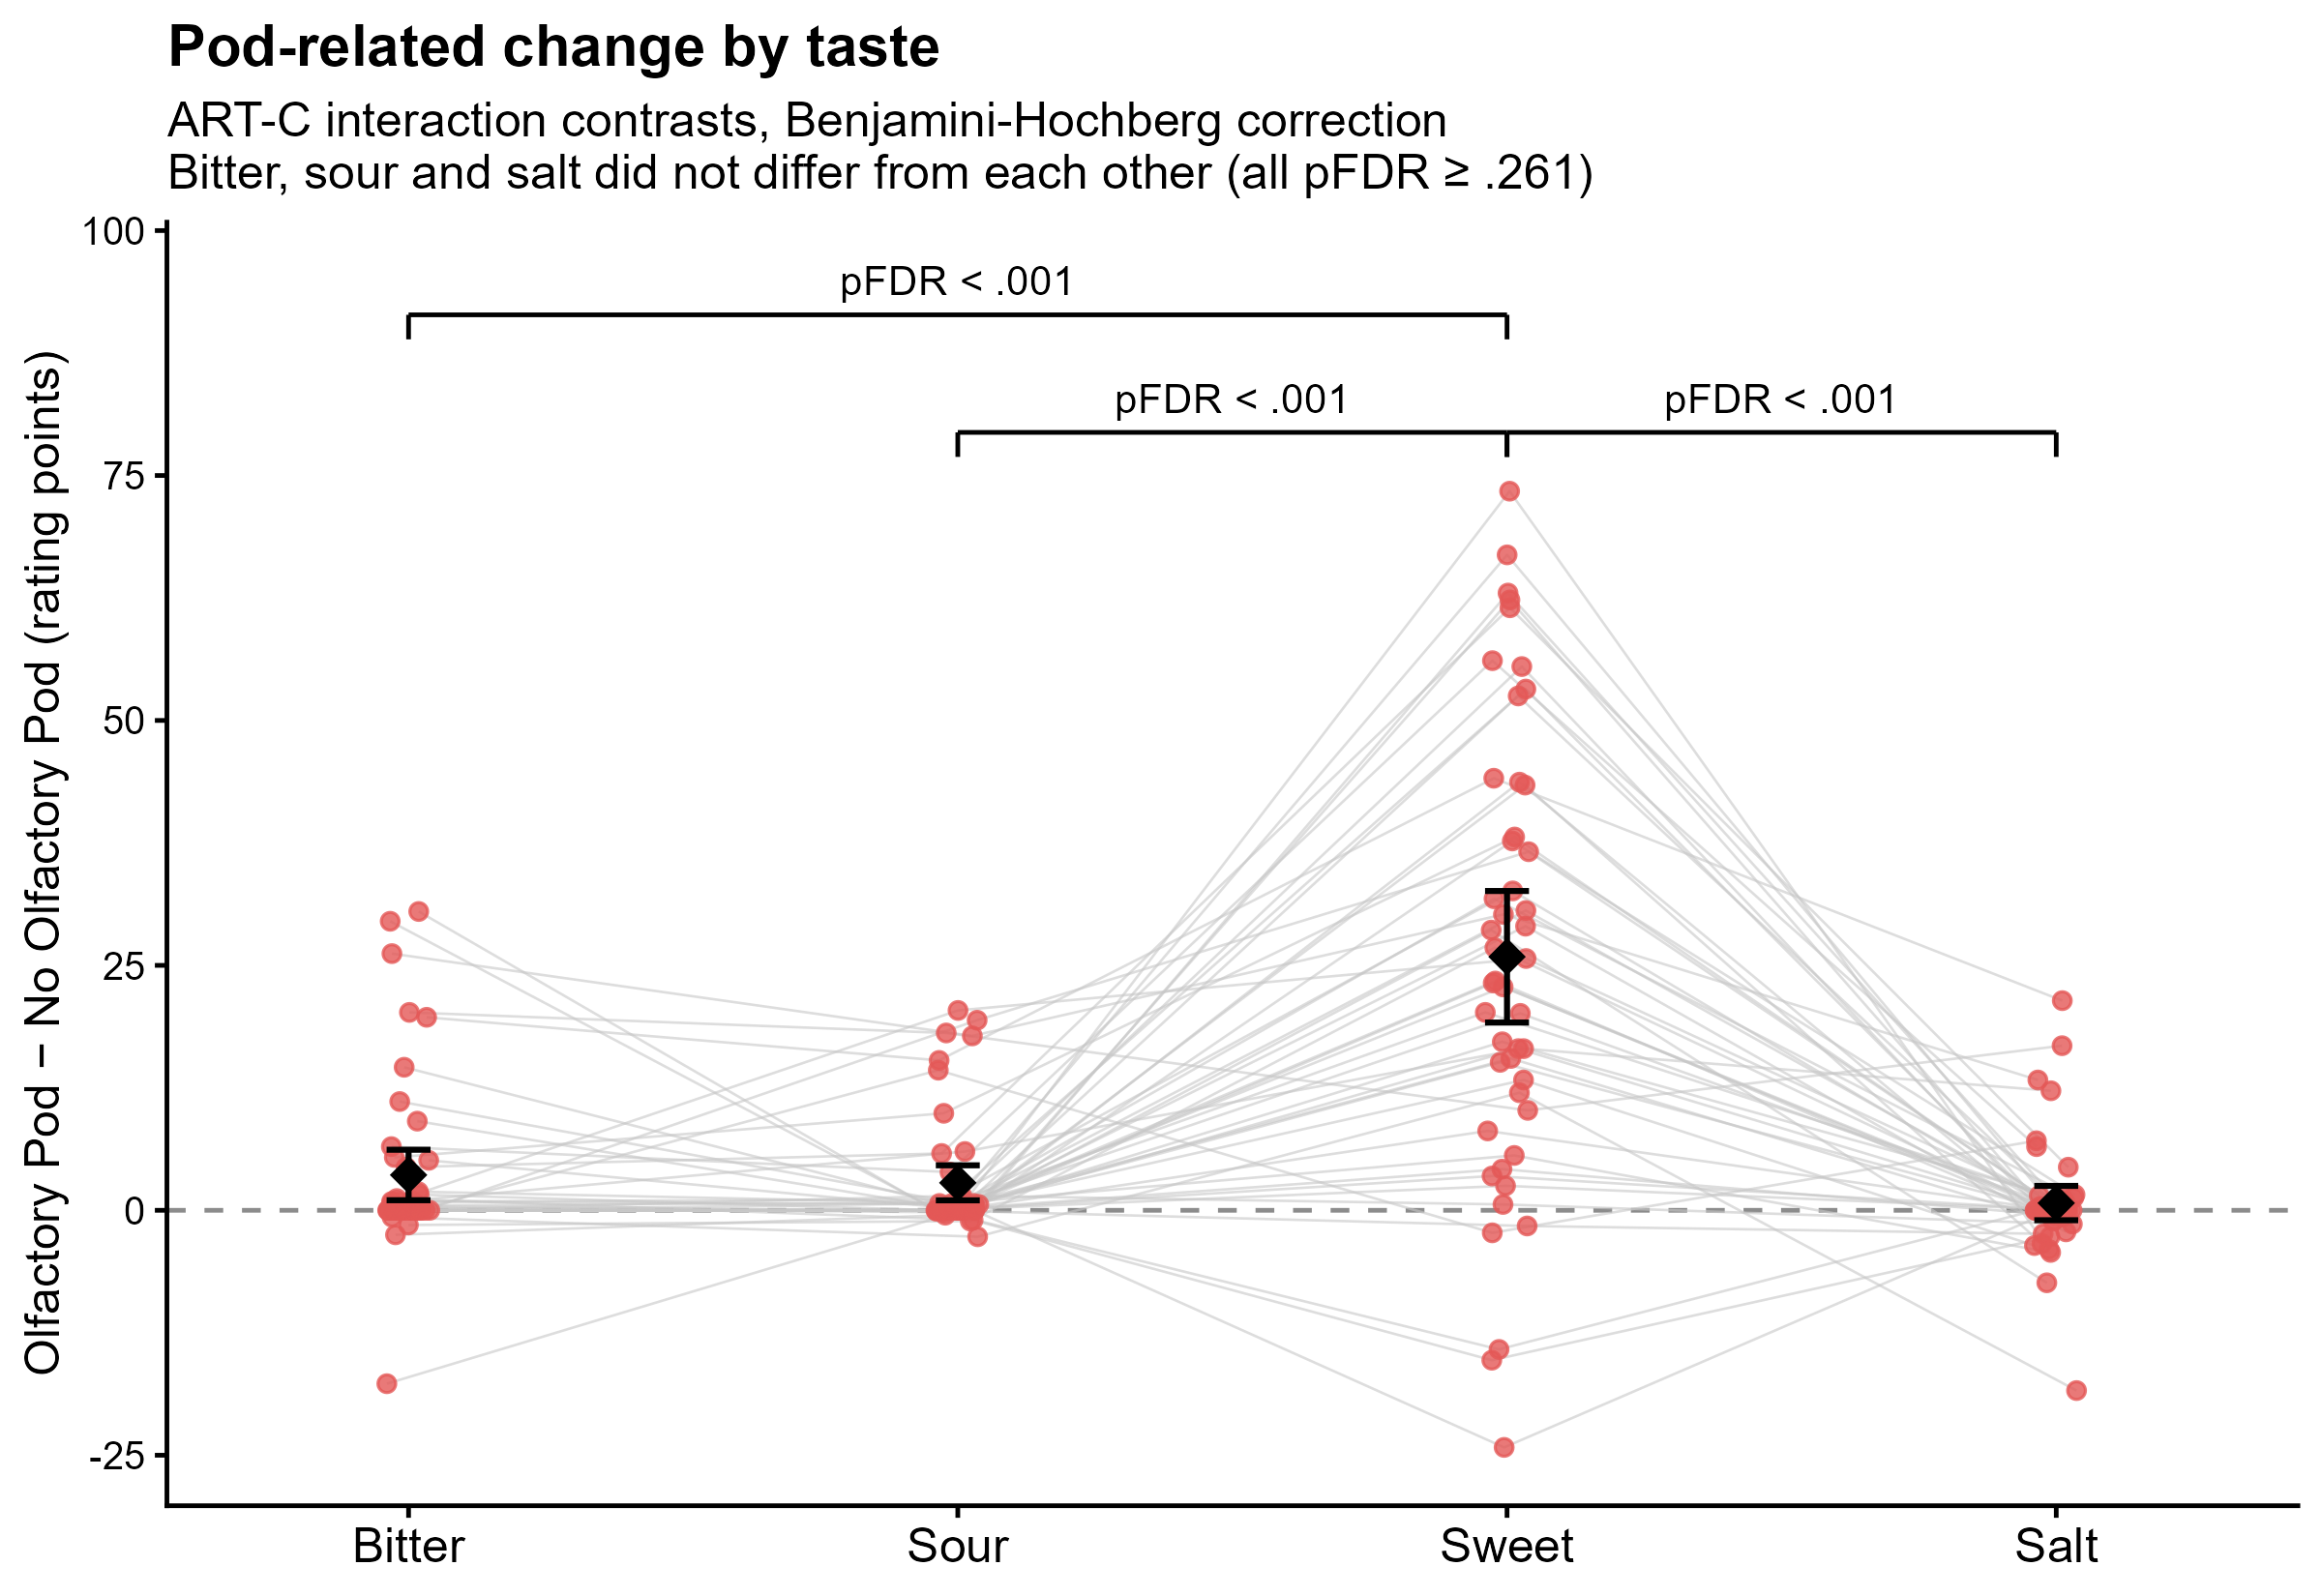 Pod-related change by taste
ART-C interaction contrasts, Benjamini-Hochberg correction
Bitter, sour and salt did not differ from each other (all pFDR ≥ .261)
Olfactory Pod − No Olfactory Pod (rating points)
100
75
50
25
0
-25
pFDR < .001
pFDR < .001
pFDR < .001
Bitter
Sour
Sweet
Salt